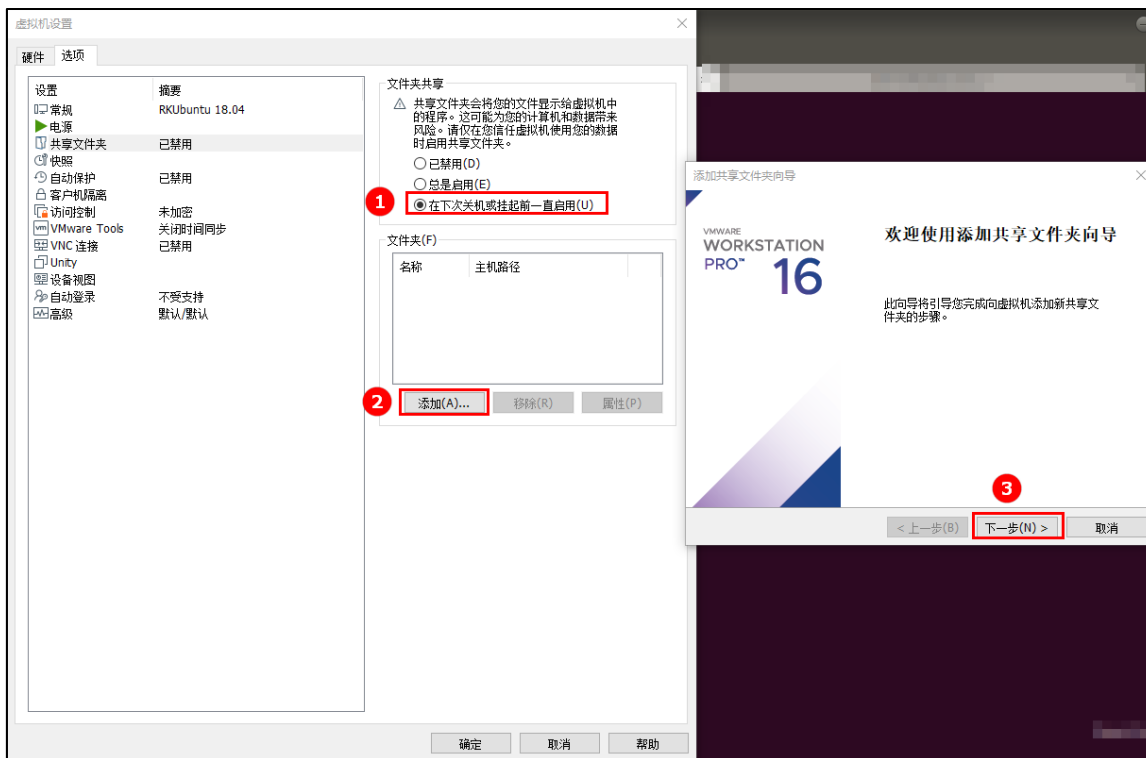 虚拟机设置
硬件 选项
设置 摘要
常规 RKUbuntu 18.04
电源
共享文件夹 已禁用
快照
自动保护 已禁用
客户机隔离
访问控制 未加密
VMware Tools 关闭时间同步
VNC 连接 已禁用
Unity
设备视图
自动登录 不受支持
高级 默认/默认
文件夹共享
共享文件夹会将您的文件显示给虚拟机中
的程序。这可能为您的计算机和数据带来
风险。请仅在您信任虚拟机使用您的数据
时启用共享文件夹。
已禁用(D)
总是启用(E)
1 在下次关机或挂起前一直启用(U)
文件夹(F)
名称 主机路径
2 添加(A)... 移除(R) 属性(P)
确定 取消 帮助
添加共享文件夹向导
VMWARE
WORKSTATION
PRO™ 16
欢迎使用添加共享文件夹向导
此向导将引导您完成向虚拟机添加新共享文
件夹的步骤。
3
< 上一步(B) 下一步(N) > 取消